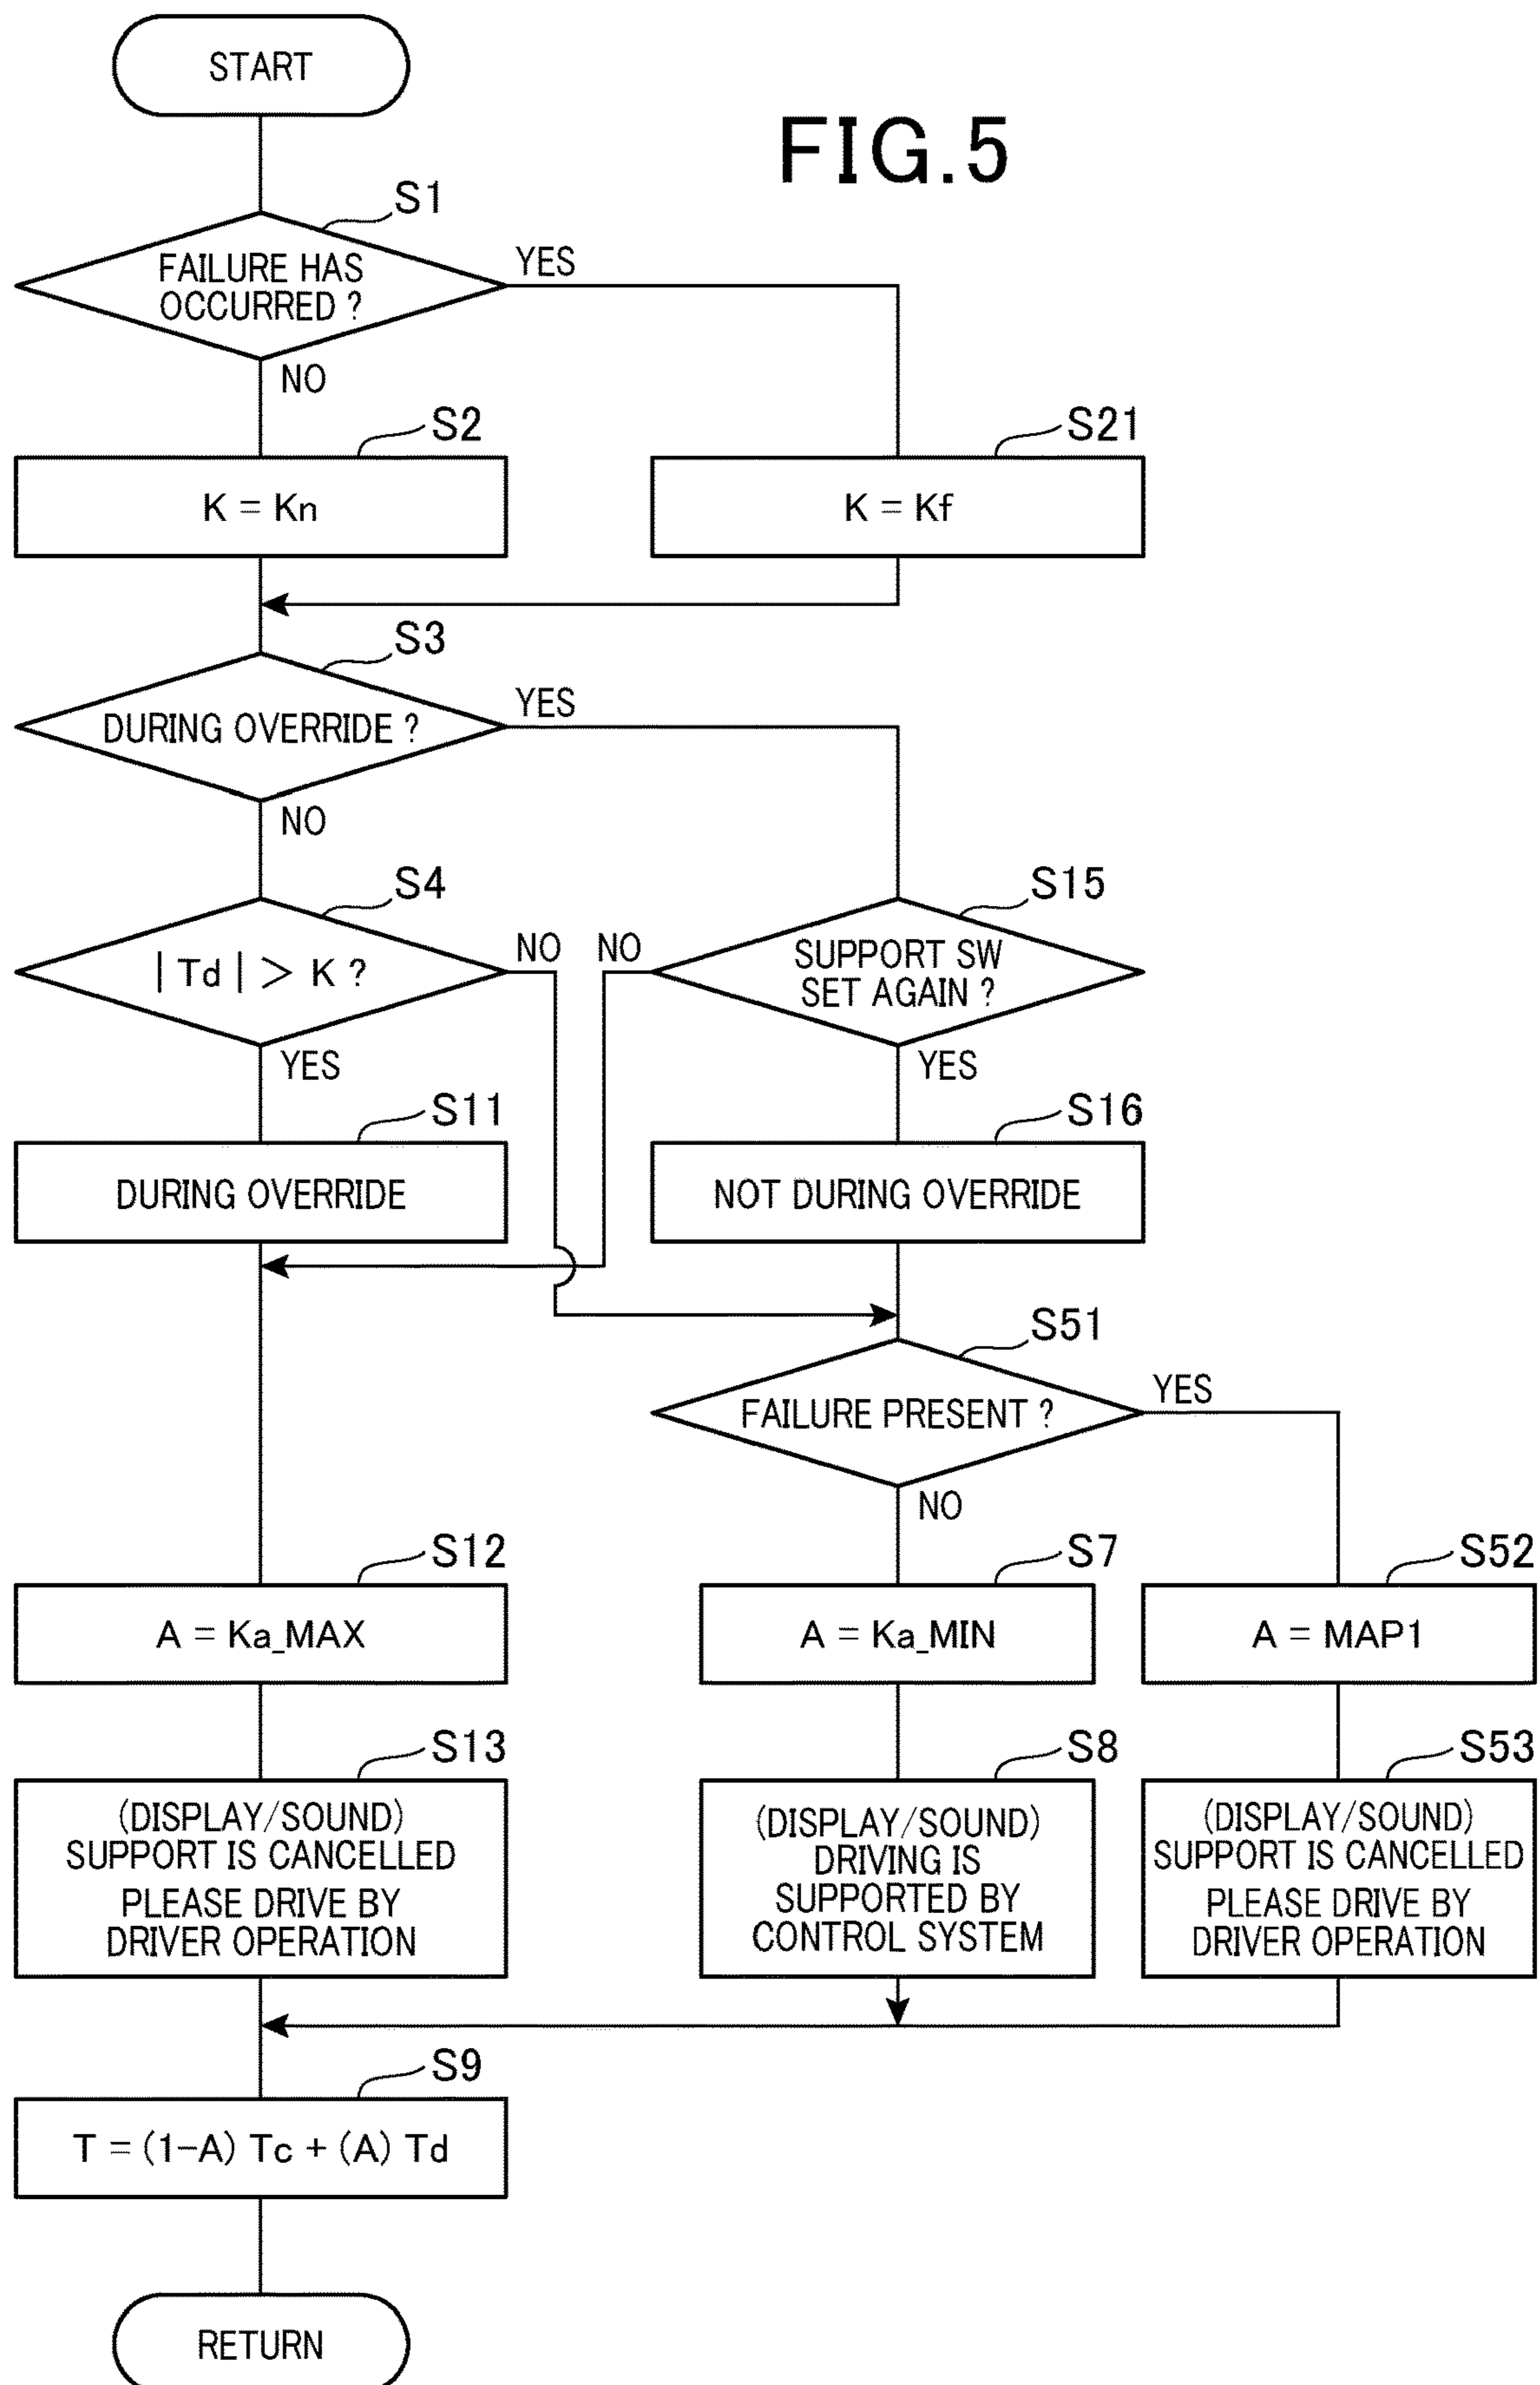 START
FIG.5
S1
FAILURE HAS
OCCURRED ?
YES
NO
S2
S21
K = Kn
K = Kf
S3
DURING OVERRIDE ?
YES
NO
S4
S15
| Td | > K ?
NO
NO
SUPPORT SW
SET AGAIN ?
YES
YES
S11
S16
DURING OVERRIDE
NOT DURING OVERRIDE
S51
FAILURE PRESENT ?
YES
NO
S12
S7
S52
A = Ka_MAX
A = Ka_MIN
A = MAP1
S13
S8
S53
(DISPLAY/SOUND)
SUPPORT IS CANCELLED
PLEASE DRIVE BY
DRIVER OPERATION
(DISPLAY/SOUND)
DRIVING IS
SUPPORTED BY
CONTROL SYSTEM
(DISPLAY/SOUND)
SUPPORT IS CANCELLED
PLEASE DRIVE BY
DRIVER OPERATION
S9
T = (1-A) Tc + (A) Td
RETURN